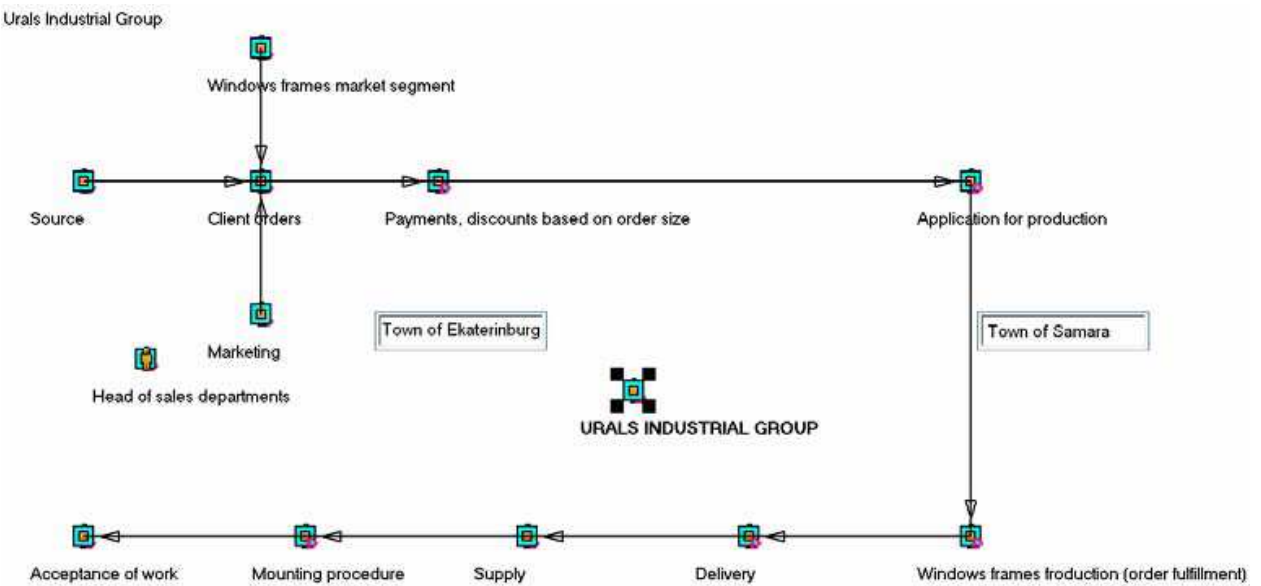 Urals Industrial Group
Windows frames market segment
Source
Client orders
Payments, discounts based on order size
Application for production
Town of Ekaterinburg
Town of Samara
Marketing
Head of sales departments
URALS INDUSTRIAL GROUP
Acceptance of work
Mounting procedure
Supply
Delivery
Windows frames froduction (order fulfillment)